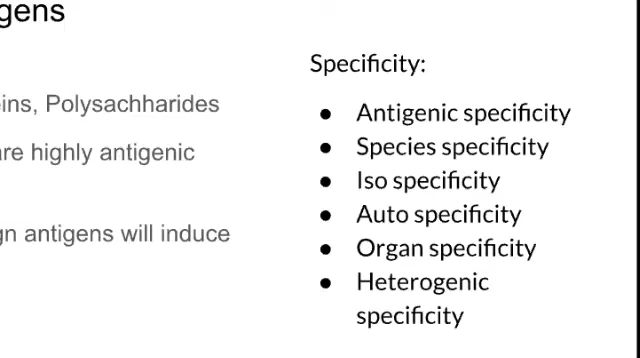 gens
ins, Polysachharides
are highly antigenic
gn antigens will induce
Specificity:
● Antigenic specificity
● Species specificity
● Iso specificity
● Auto specificity
● Organ specificity
● Heterogenic
specificity